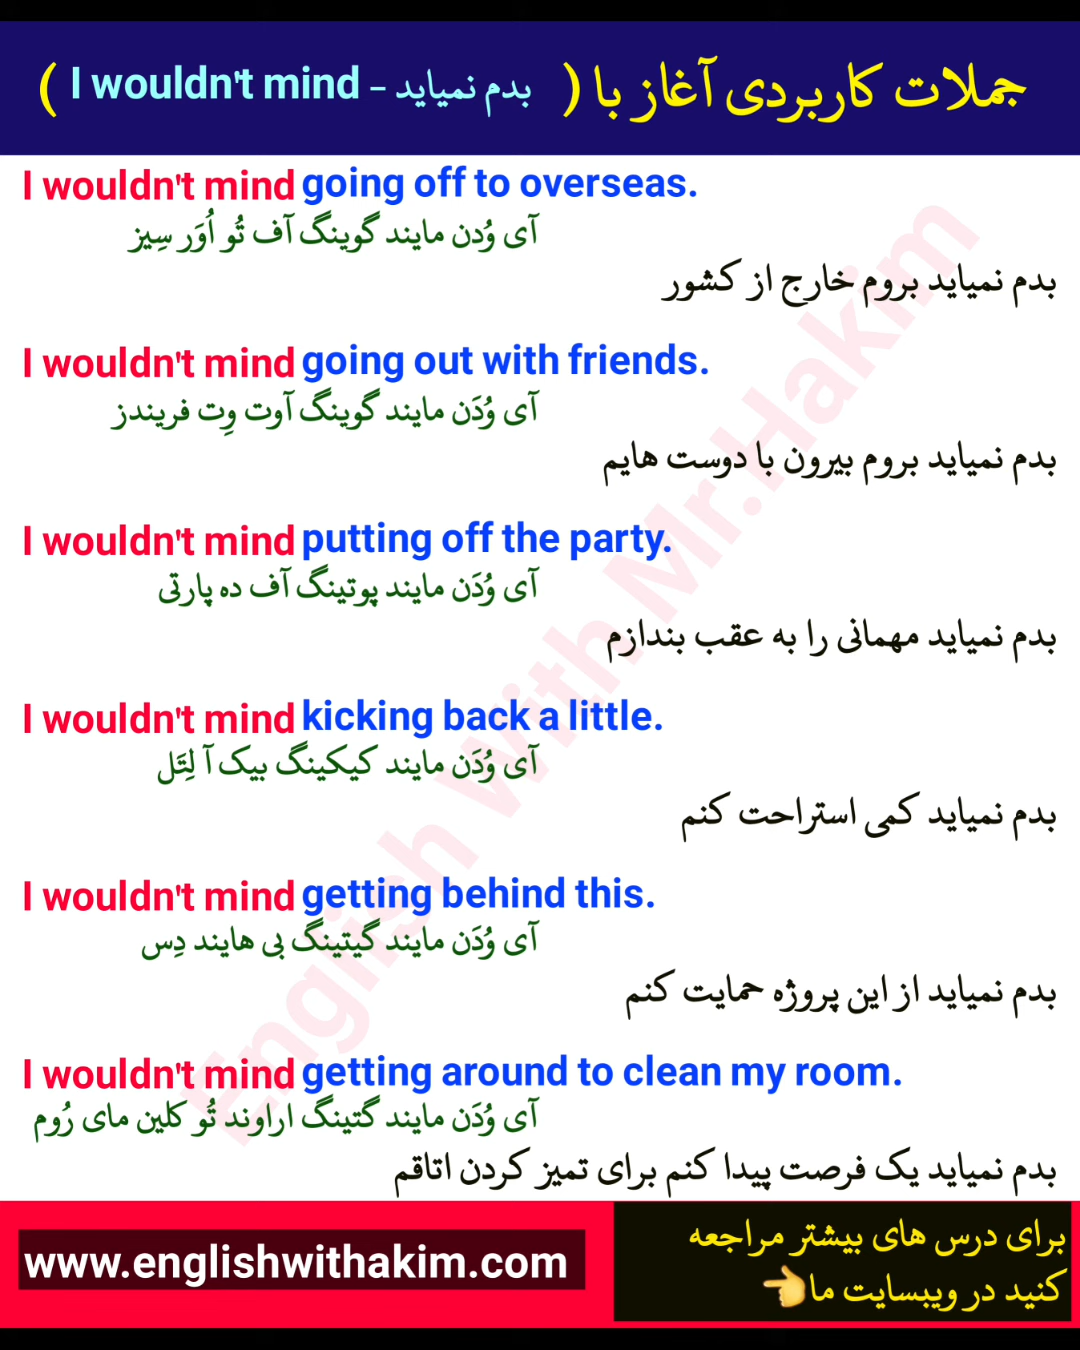 جملات کاربردی آغاز با ( بدم نمیاید - I wouldn't mind )
I wouldn't mind going off to overseas.
آی وُدن مایند گوینگ آف تُو اُوَر سِیز
بدم نمیاید بروم خارج از کشور
I wouldn't mind going out with friends.
آی وُدَن مایند گوینگ آوت وِت فریندز
بدم نمیاید بروم بیرون با دوست هایم
I wouldn't mind putting off the party.
آی وُدَن مایند پوتینگ آف ده پارتی
بدم نمیاید مهمانی را به عقب بندازم
I wouldn't mind kicking back a little.
آی وُدَن مایند کیکینگ بیک آ لِتَل
بدم نمیاید کمی استراحت کنم
I wouldn't mind getting behind this.
آی وُدَن مایند گیتینگ بی هایند دِس
بدم نمیاید از این پروژه حمایت کنم
I wouldn't mind getting around to clean my room.
آی وُدَن مایند گتینگ اراوند تُو کلین مای رُوم
بدم نمیاید یک فرصت پیدا کنم برای تمیز کردن اتاقم
English With Mr.Hakim
برای درس های بیشتر مراجعه
کنید در ویبسایت ما👈
www.englishwithakim.com